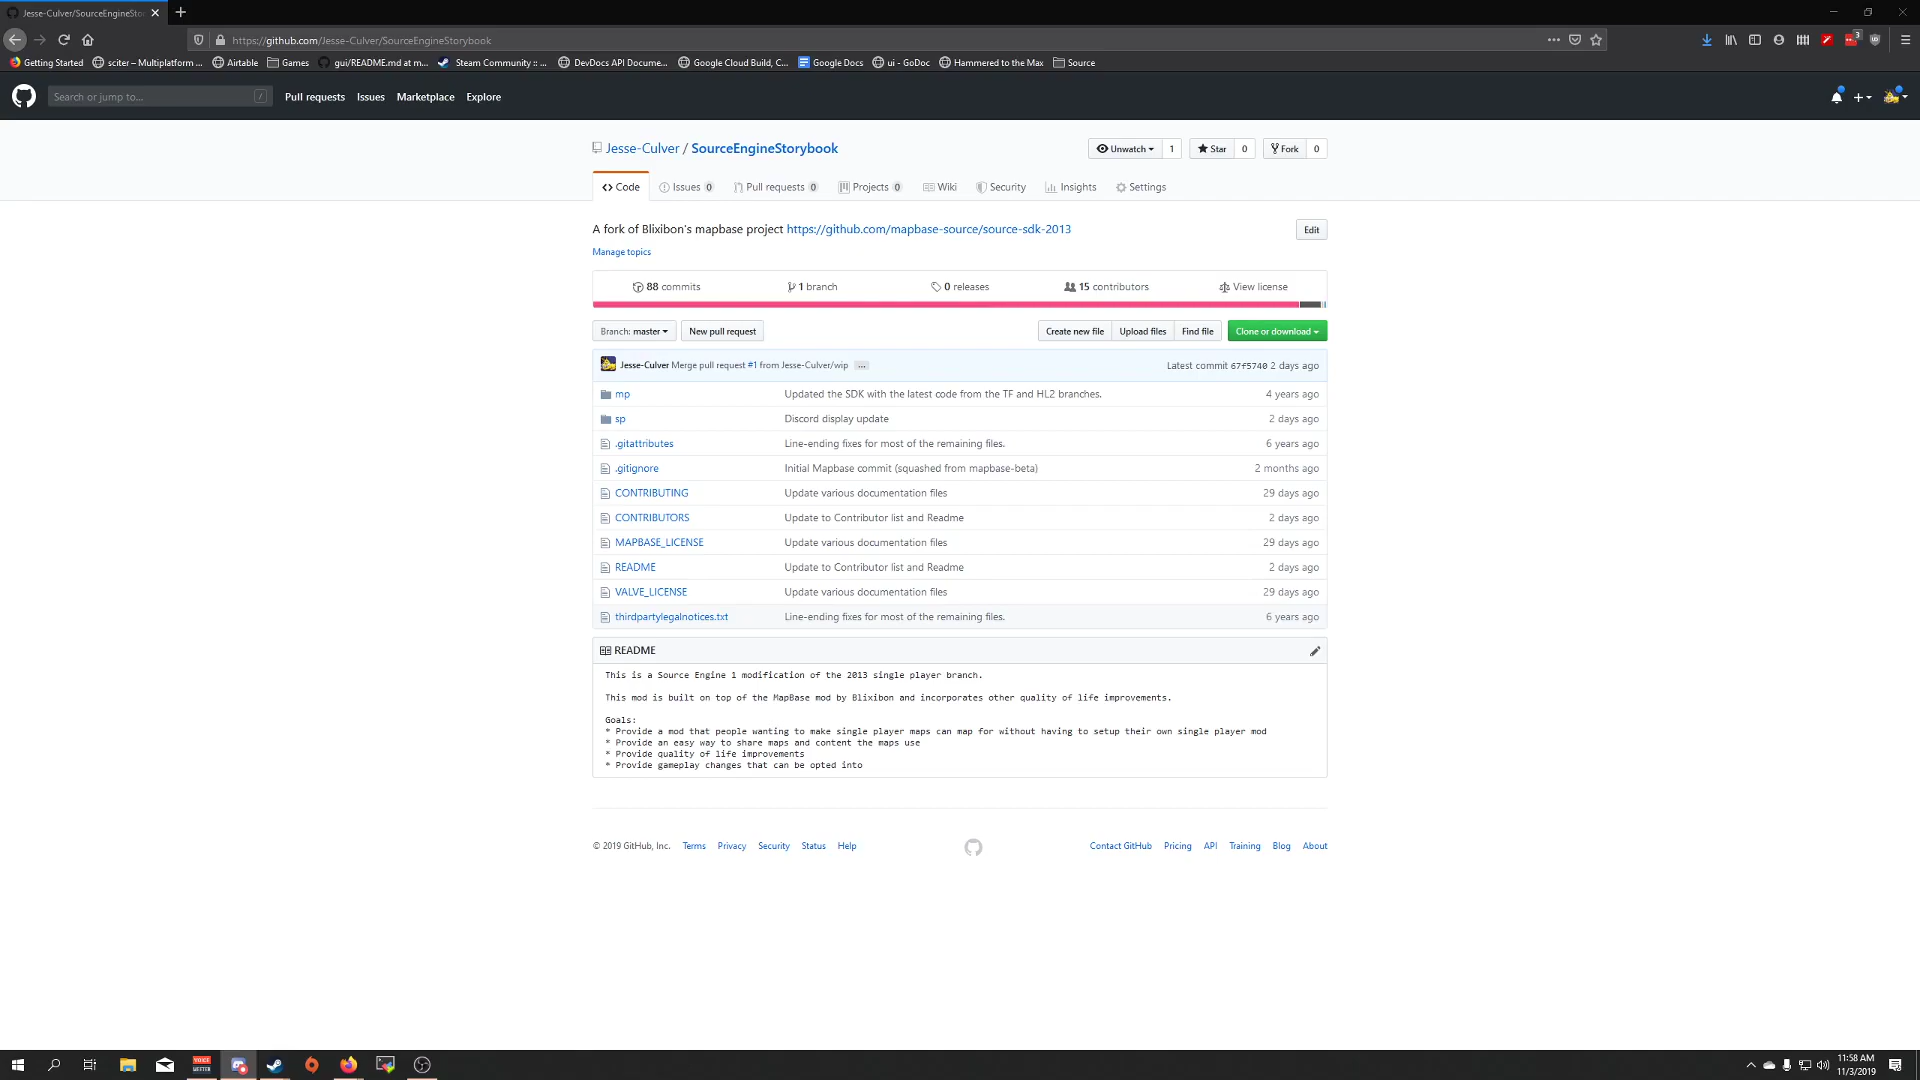 Jesse-Culver/SourceEngineSto
https://github.com/Jesse-Culver/SourceEngineStorybook
3
Getting Started sciter – Multiplatform ... Airtable Games gui/README.md at m... Steam Community :: ... DevDocs API Docume... Google Cloud Build, C... Google Docs ui - GoDoc Hammered to the Max Source
Search or jump to... / Pull requests Issues Marketplace Explore
Jesse-Culver / SourceEngineStorybook Unwatch 1 Star 0 Fork 0
Code Issues 0 Pull requests 0 Projects 0 Wiki Security Insights Settings
A fork of Blixibon's mapbase project https://github.com/mapbase-source/source-sdk-2013 Edit
Manage topics
88 commits 1 branch 0 releases 15 contributors View license
Branch: master New pull request Create new file Upload files Find file Clone or download
Jesse-Culver Merge pull request #1 from Jesse-Culver/wip ... Latest commit 67f5740 2 days ago
mp Updated the SDK with the latest code from the TF and HL2 branches. 4 years ago
sp Discord display update 2 days ago
.gitattributes Line-ending fixes for most of the remaining files. 6 years ago
.gitignore Initial Mapbase commit (squashed from mapbase-beta) 2 months ago
CONTRIBUTING Update various documentation files 29 days ago
CONTRIBUTORS Update to Contributor list and Readme 2 days ago
MAPBASE_LICENSE Update various documentation files 29 days ago
README Update to Contributor list and Readme 2 days ago
VALVE_LICENSE Update various documentation files 29 days ago
thirdpartylegalnotices.txt Line-ending fixes for most of the remaining files. 6 years ago
README
This is a Source Engine 1 modification of the 2013 single player branch.
This mod is built on top of the MapBase mod by Blixibon and incorporates other quality of life improvements.
Goals:
* Provide a mod that people wanting to make single player maps can map for without having to setup their own single player mod
* Provide an easy way to share maps and content the maps use
* Provide quality of life improvements
* Provide gameplay changes that can be opted into
© 2019 GitHub, Inc. Terms Privacy Security Status Help Contact GitHub Pricing API Training Blog About
VOICE MEETER
11:58 AM
11/3/2019